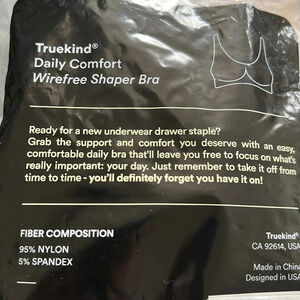 Truekind®
Daily Comfort
Wirefree Shaper Bra
Ready for a new underwear drawer staple?
Grab the support and comfort you deserve with an easy,
comfortable daily bra that'll leave you free to focus on what's
really important: your day. Just remember to take it off from
time to time - you'll definitely forget you have it on!
FIBER COMPOSITION
95% NYLON
5% SPANDEX
Truekind®
CA 92614, USA
Made in China
Designed in USA